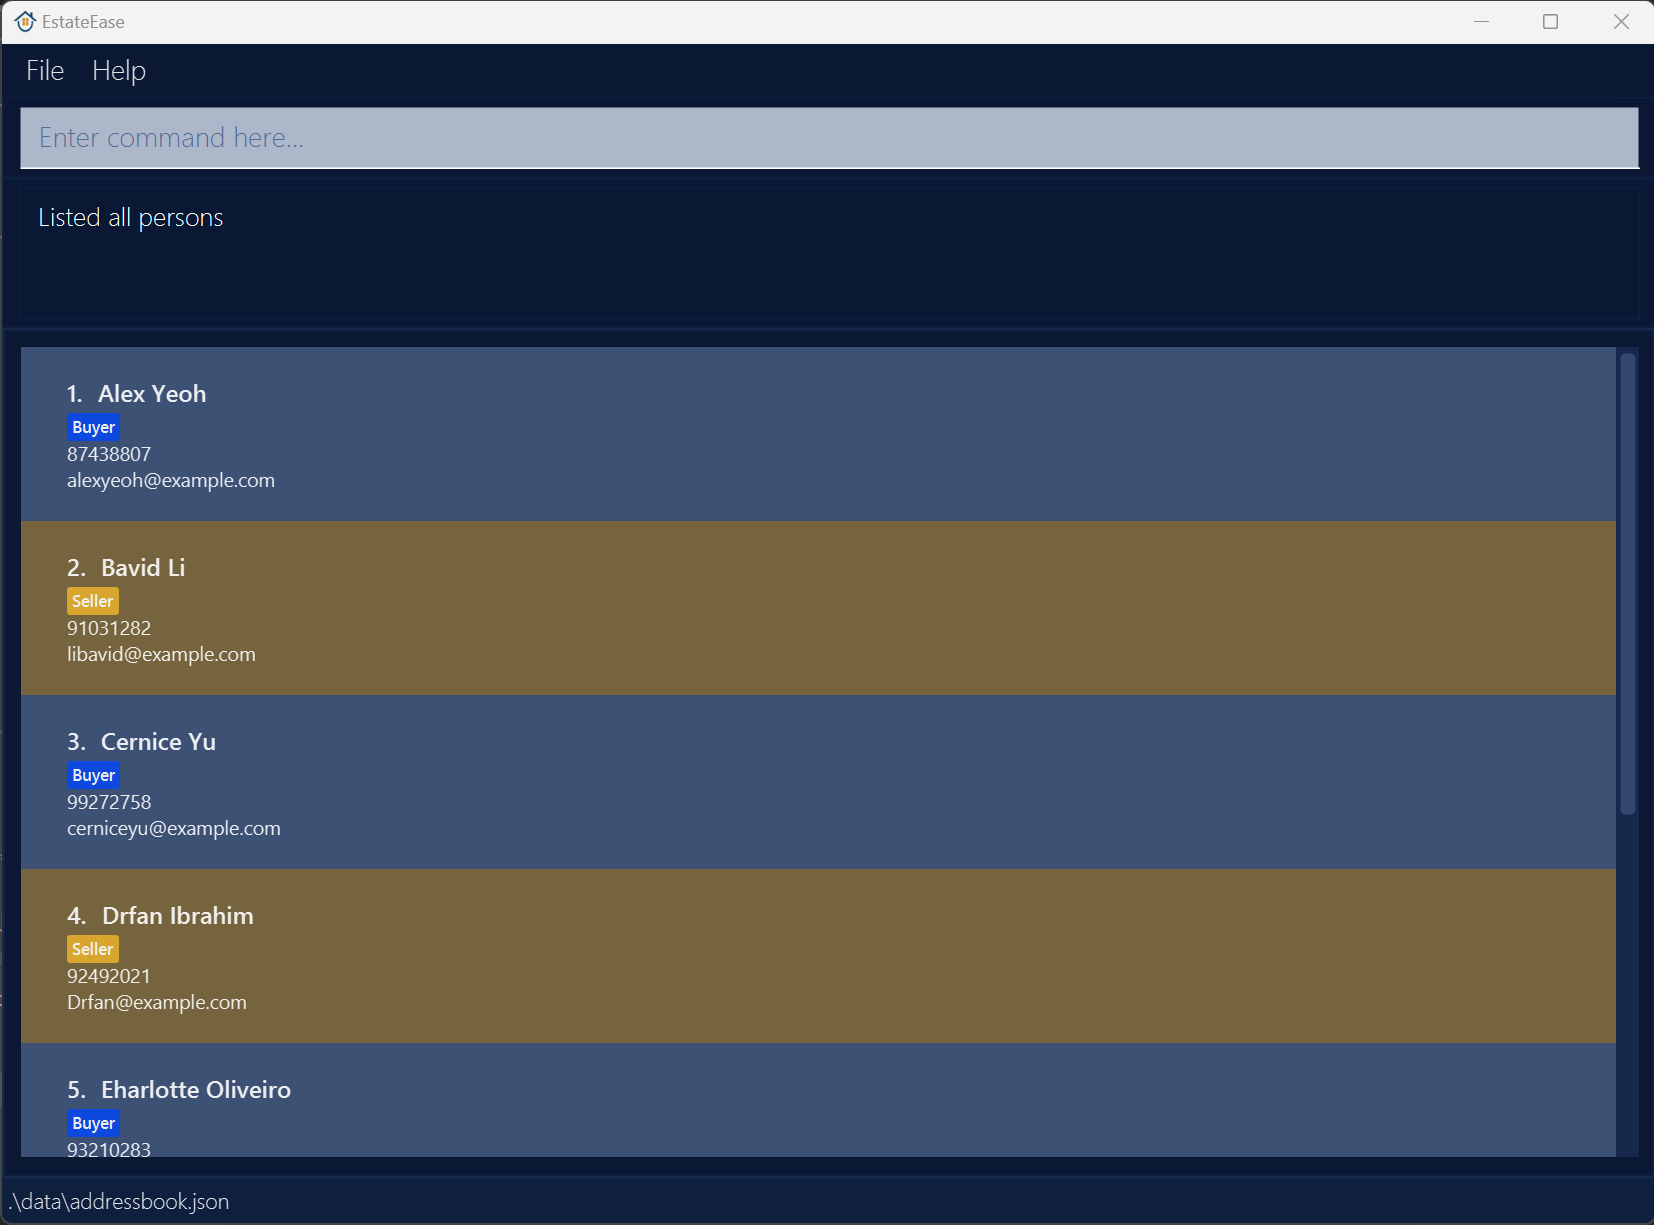 EstateEase
File Help
Enter command here...
Listed all persons
1. Alex Yeoh
Buyer
87438807
alexyeoh@example.com
2. Bavid Li
Seller
91031282
libavid@example.com
3. Cernice Yu
Buyer
99272758
cerniceyu@example.com
4. Drfan Ibrahim
Seller
92492021
Drfan@example.com
5. Eharlotte Oliveiro
Buyer
93210283
.\data\addressbook.json